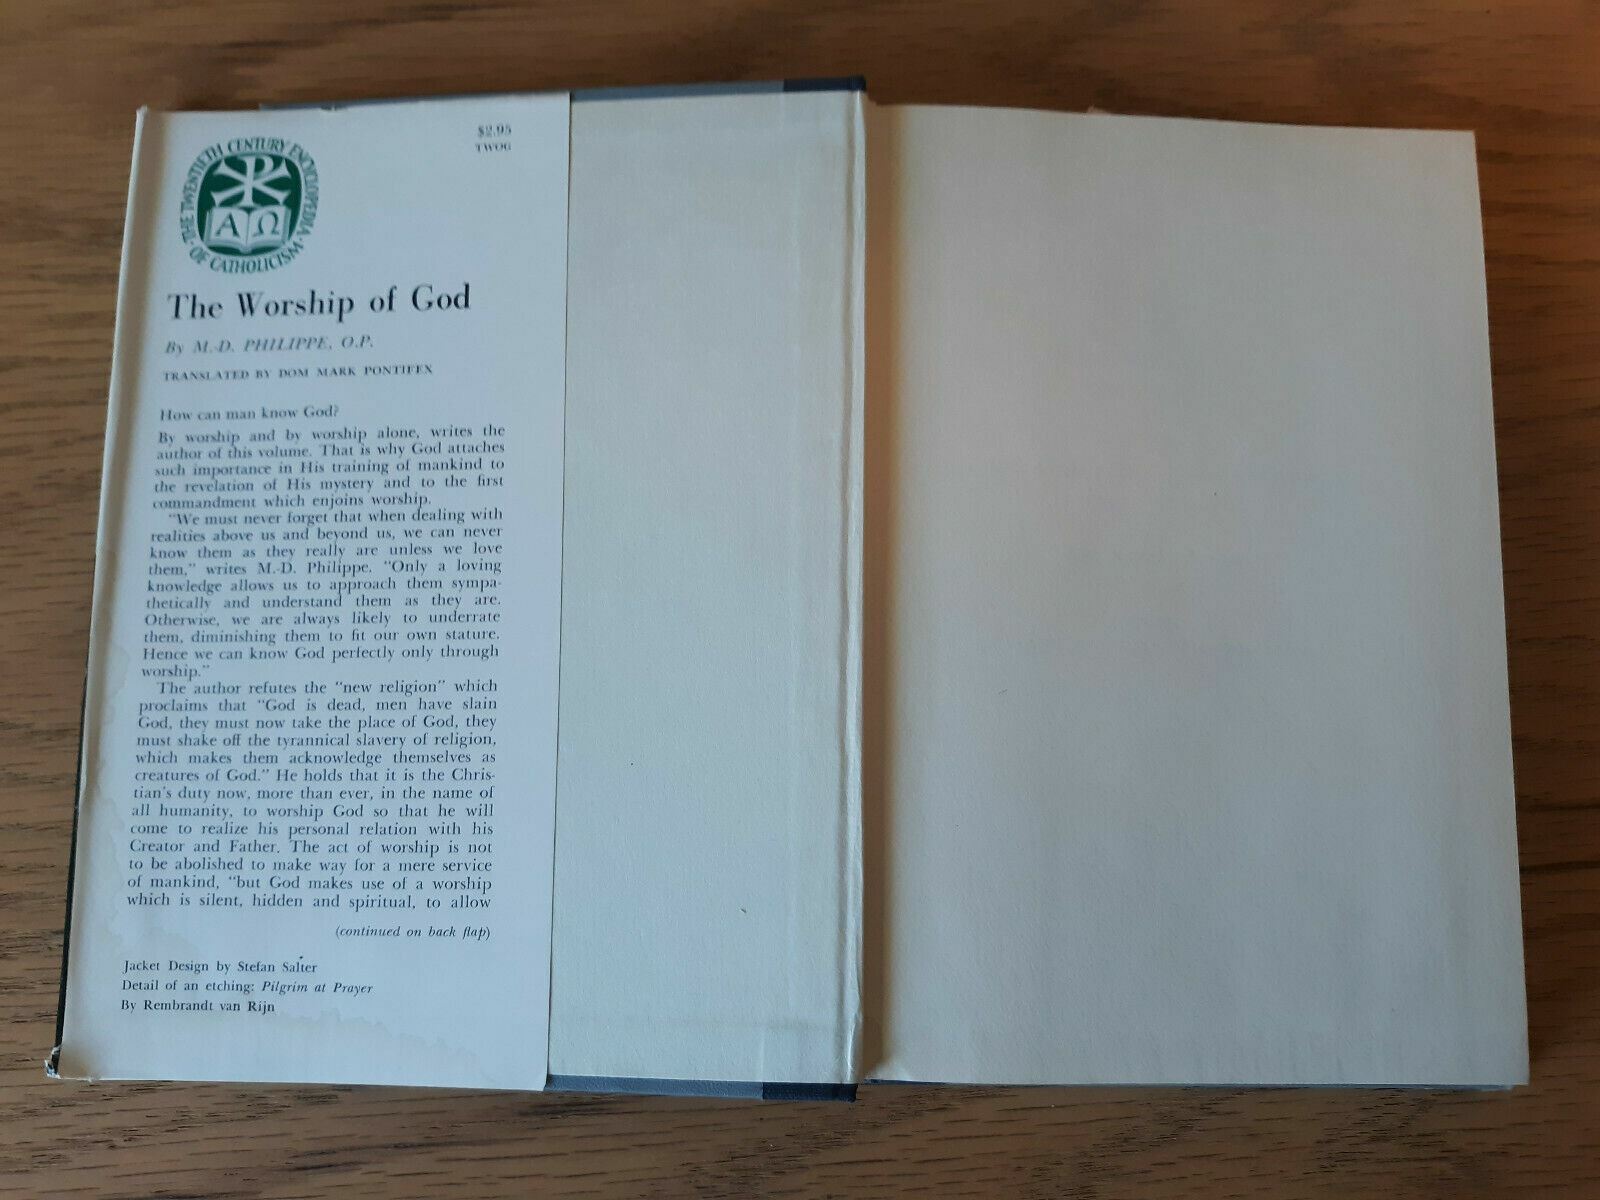 THE TWENTIETH CENTURY ENCYCLOPEDIA
· OF CATHOLICISM ·
A Ω
$2.95
TWOG
The Worship of God
By M.-D. PHILIPPE, O.P.
TRANSLATED BY DOM MARK PONTIFEX
How can man know God?
By worship and by worship alone, writes the
author of this volume. That is why God attaches
such importance in His training of mankind to
the revelation of His mystery and to the first
commandment which enjoins worship.
"We must never forget that when dealing with
realities above us and beyond us, we can never
know them as they really are unless we love
them," writes M.-D. Philippe. "Only a loving
knowledge allows us to approach them sympa-
thetically and understand them as they are.
Otherwise, we are always likely to underrate
them, diminishing them to fit our own stature.
Hence we can know God perfectly only through
worship."
The author refutes the "new religion" which
proclaims that "God is dead, men have slain
God, they must now take the place of God, they
must shake off the tyrannical slavery of religion,
which makes them acknowledge themselves as
creatures of God." He holds that it is the Chris-
tian's duty now, more than ever, in the name of
all humanity, to worship God so that he will
come to realize his personal relation with his
Creator and Father. The act of worship is not
to be abolished to make way for a mere service
of mankind, "but God makes use of a worship
which is silent, hidden and spiritual, to allow
(continued on back flap)
Jacket Design by Stefan Salter
Detail of an etching: Pilgrim at Prayer
By Rembrandt van Rijn